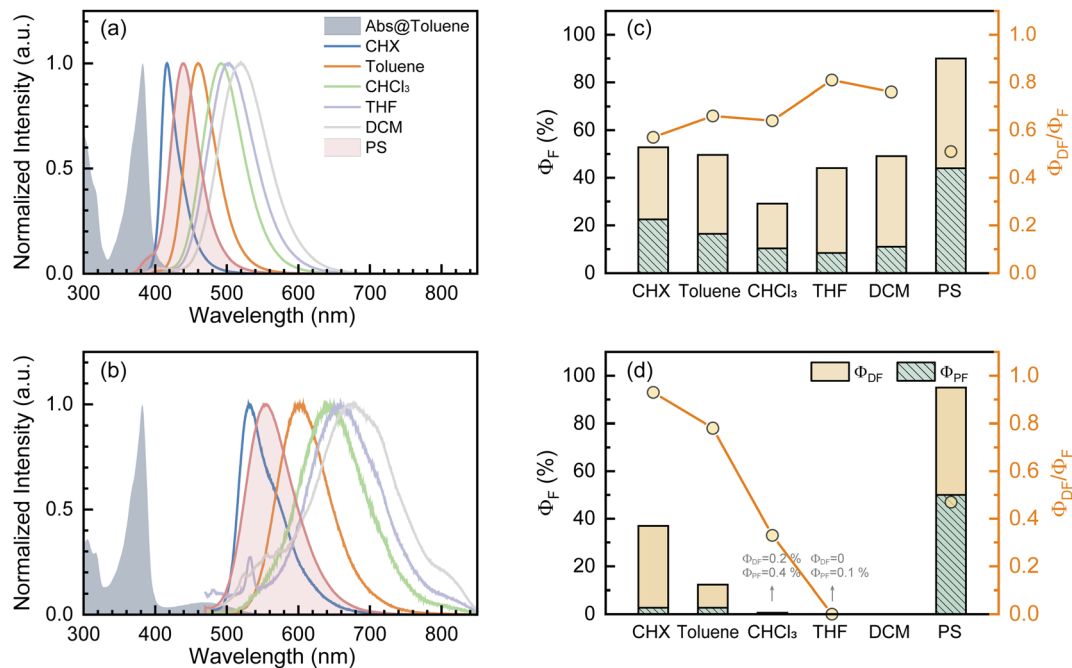 (a)
Normalized Intensity (a.u.)
1.0
0.5
0.0
300 400 500 600 700 800
Wavelength (nm)
Abs@Toluene
CHX
Toluene
CHCl₃
THF
DCM
PS
(c)
Φ_F (%)
100
80
60
40
20
0
CHX Toluene CHCl₃ THF DCM PS
1.0
0.8
0.6
0.4
0.2
0.0
Φ_DF/Φ_F
(b)
Normalized Intensity (a.u.)
1.0
0.5
0.0
300 400 500 600 700 800
Wavelength (nm)
(d)
Φ_DF Φ_PF
Φ_F (%)
100
80
60
40
20
0
Φ_DF=0.2 % Φ_DF=0
Φ_PF=0.4 % Φ_PF=0.1 %
CHX Toluene CHCl₃ THF DCM PS
1.0
0.8
0.6
0.4
0.2
0.0
Φ_DF/Φ_F